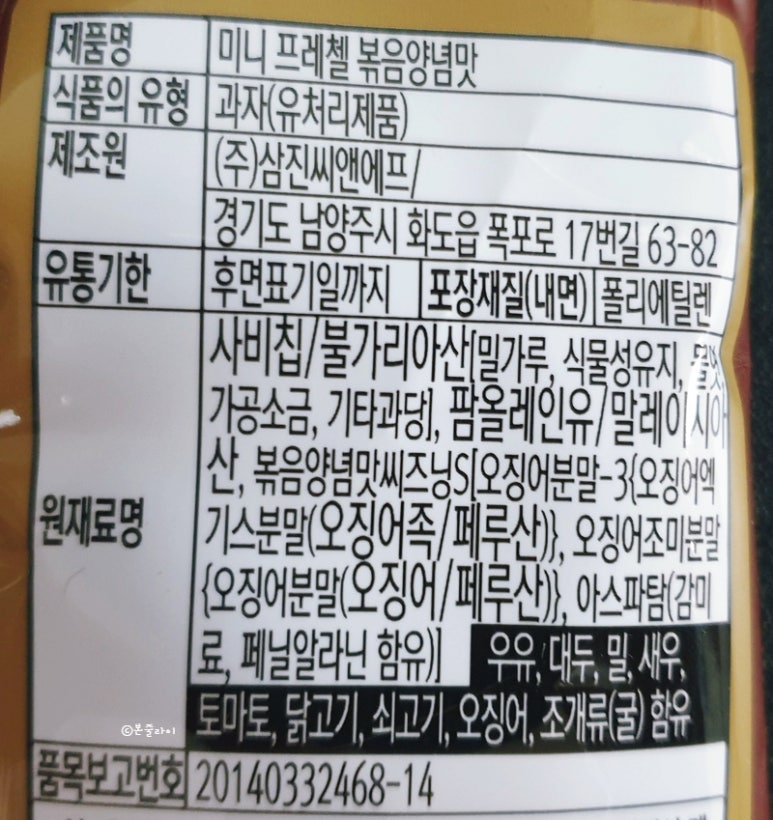 제품명 미니 프레첼 볶음양념맛
식품의 유형 과자(유처리제품)
제조원 (주)삼진씨앤에프/
경기도 남양주시 화도읍 폭포로 17번길 63-82
유통기한 후면표기일까지 포장재질(내면) 폴리에틸렌
사비칩/불가리아산[밀가루, 식물성유지, 물엿,
가공소금, 기타과당], 팜올레인유/말레이시아
산, 볶음양념맛씨즈닝S[오징어분말-3{오징어엑
원재료명 기스분말(오징어족/페루산)}, 오징어조미분말
{오징어분말(오징어/페루산)}, 아스파탐(감미
료, 페닐알라닌 함유)] 우유, 대두, 밀, 새우,
토마토, 닭고기, 쇠고기, 오징어, 조개류(굴) 함유
©본쥴라이
품목보고번호 20140332468-14